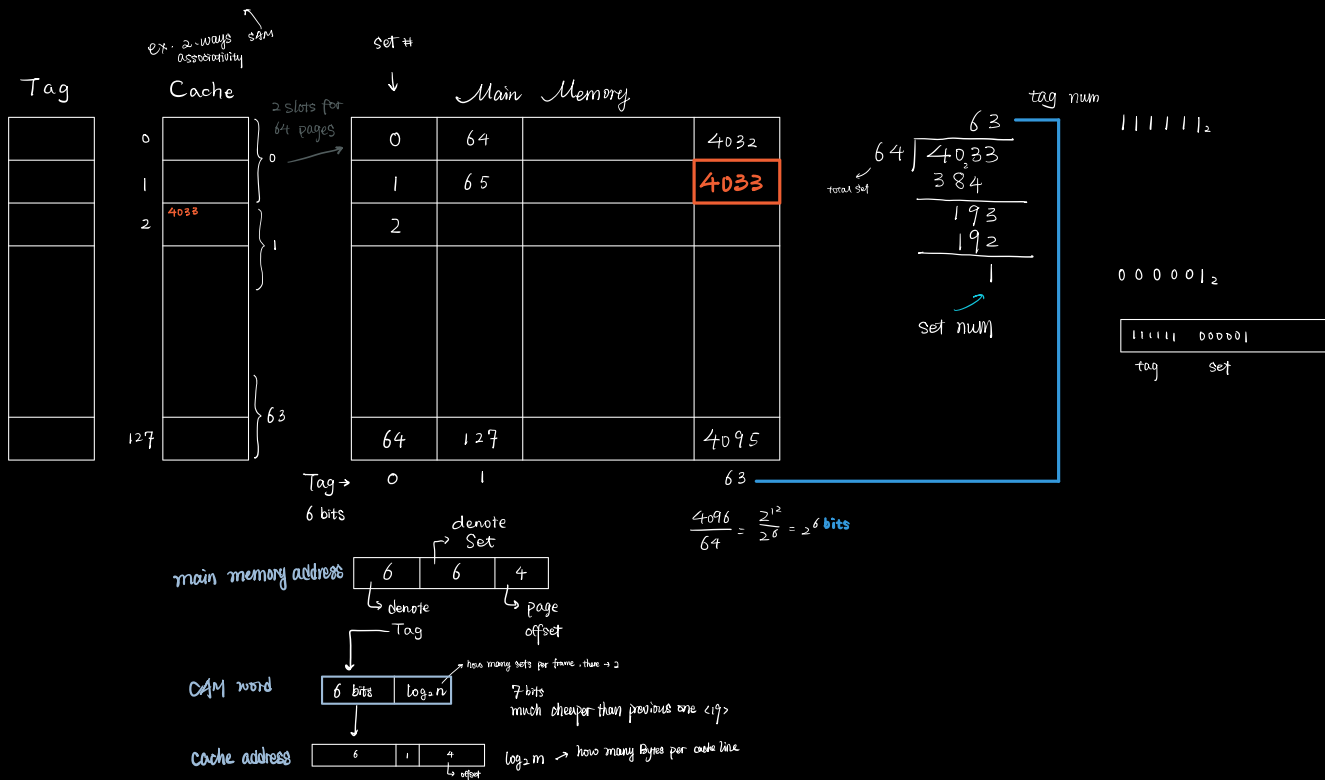 ex. 2-ways SAM
associativity
set #
Tag
Cache
Main Memory
2 slots for
64 pages
0
1
2
127
4033
0
1
63
0 64 4032
1 65 4033
2
64 127 4095
Tag → 0 1 63
6 bits
tag num
63
64 4033
2
384
193
192
1
total set
set num
111111₂
000001₂
111111 000001
tag set
4096/64 = 2¹²/2⁶ = 2⁶ bits
denote
Set
main memory address 6 6 4
denote
Tag
page
offset
how many sets per frame. there → 2
CAM word 6 bits log₂n
7 bits
much cheaper than previous one <19>
cache address 6 1 4
offset
log₂m → how many Bytes per cache line